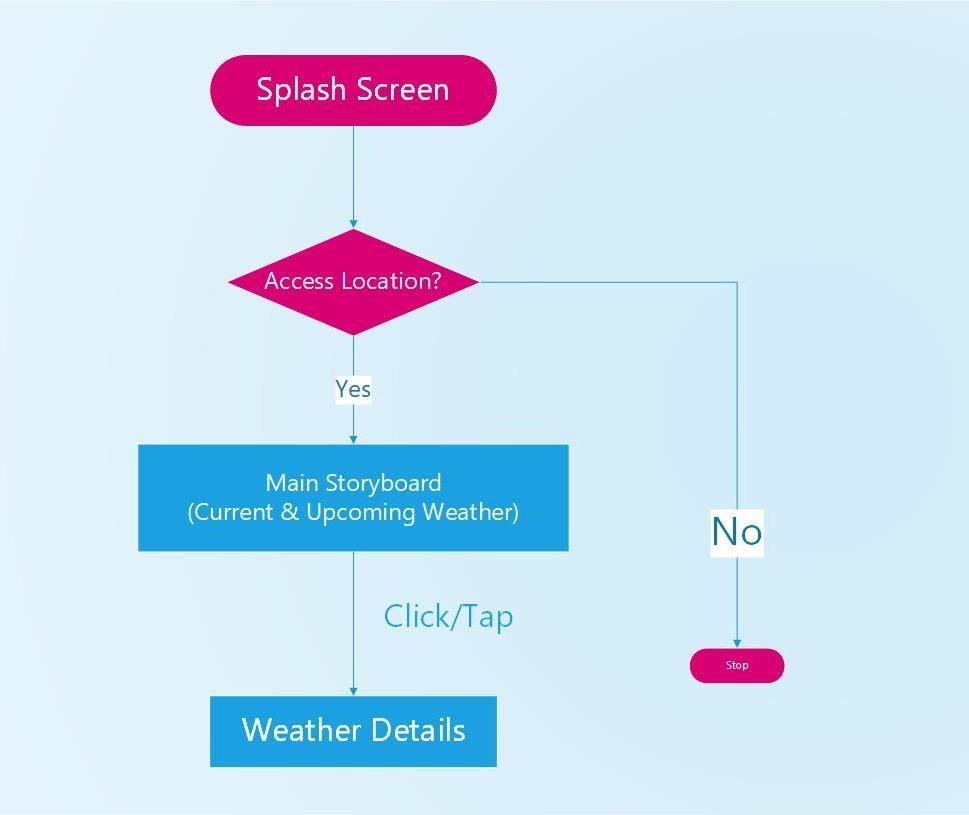 Splash Screen
Access Location?
Yes
Main Storyboard
(Current & Upcoming Weather)
No
Click/Tap
Stop
Weather Details